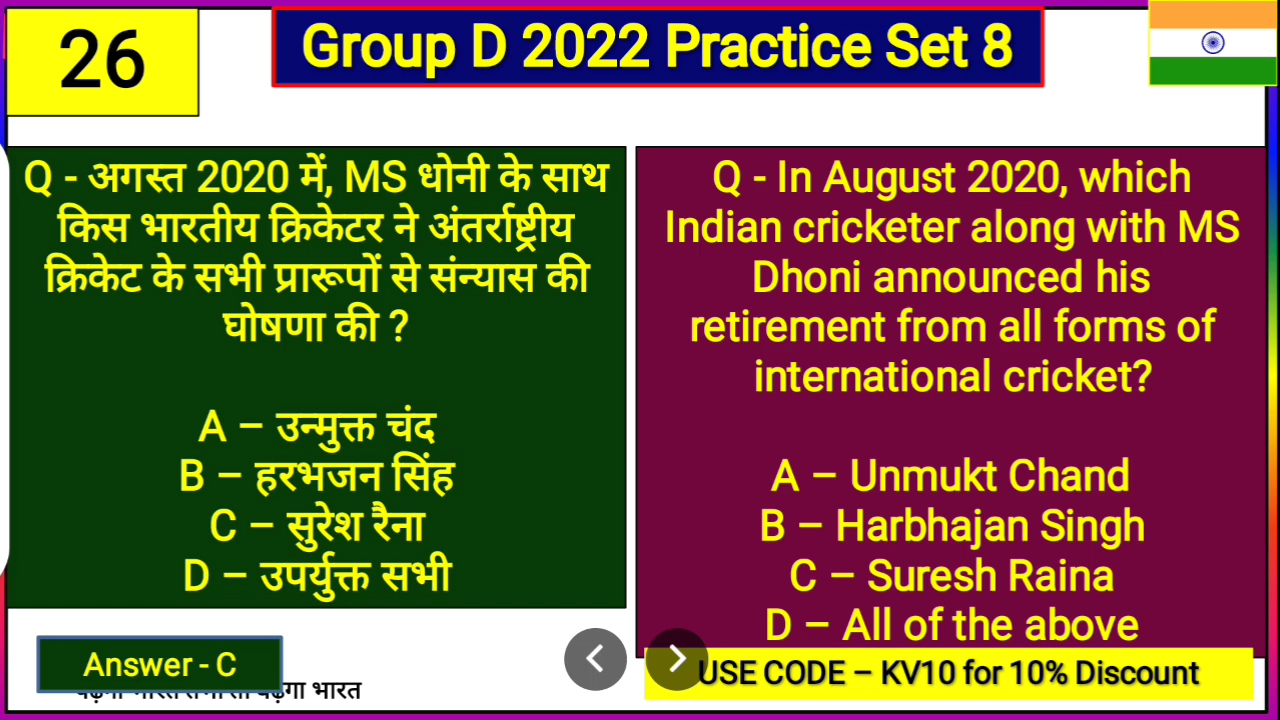 26
Group D 2022 Practice Set 8
Q - अगस्त 2020 में, MS धोनी के साथ
किस भारतीय क्रिकेटर ने अंतर्राष्ट्रीय
क्रिकेट के सभी प्रारूपों से संन्यास की
घोषणा की ?
A – उन्मुक्त चंद
B – हरभजन सिंह
C – सुरेश रैना
D – उपर्युक्त सभी
Q - In August 2020, which
Indian cricketer along with MS
Dhoni announced his
retirement from all forms of
international cricket?
A – Unmukt Chand
B – Harbhajan Singh
C – Suresh Raina
D – All of the above
Answer - C
भारत
USE CODE – KV10 for 10% Discount